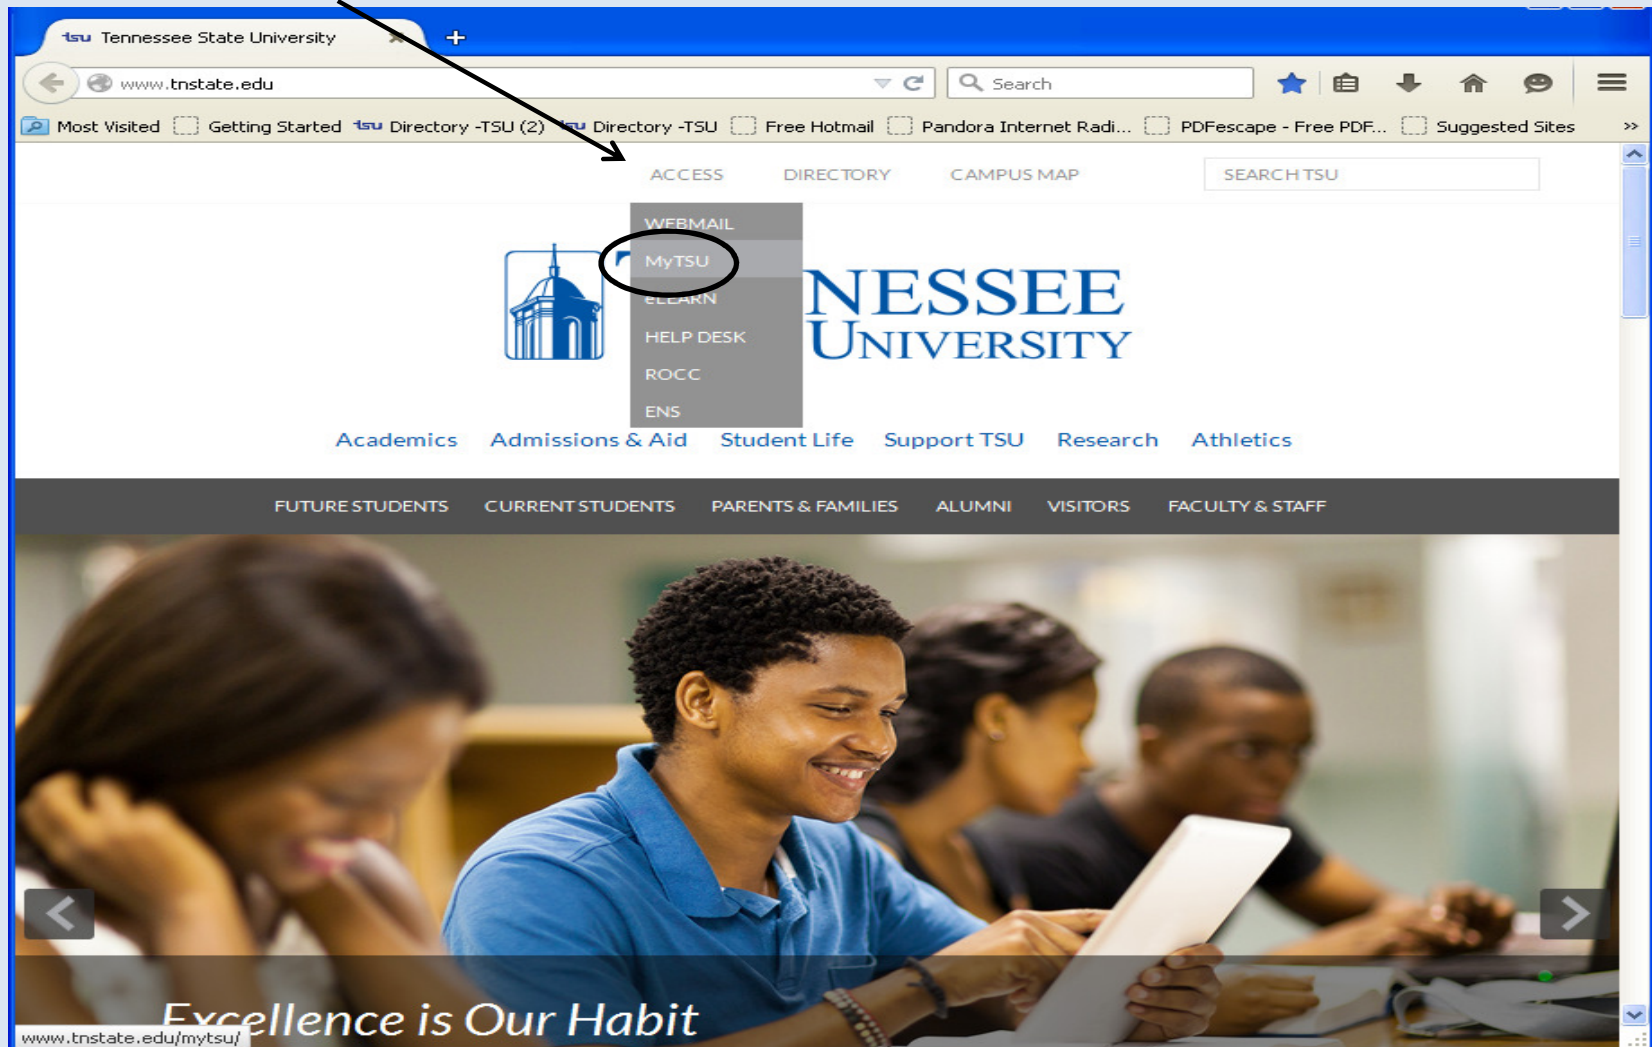 tsu Tennessee State University
www.tnstate.edu
Search
Most Visited Getting Started tsu Directory -TSU (2) tsu Directory -TSU Free Hotmail Pandora Internet Radi... PDFescape - Free PDF... Suggested Sites »
ACCESS DIRECTORY CAMPUS MAP SEARCH TSU
WEBMAIL
MyTSU
eLEARN
HELP DESK
ROCC
ENS
T NESSEE
UNIVERSITY
Academics Admissions & Aid Student Life Support TSU Research Athletics
FUTURE STUDENTS CURRENT STUDENTS PARENTS & FAMILIES ALUMNI VISITORS FACULTY & STAFF
Excellence is Our Habit
www.tnstate.edu/mytsu/